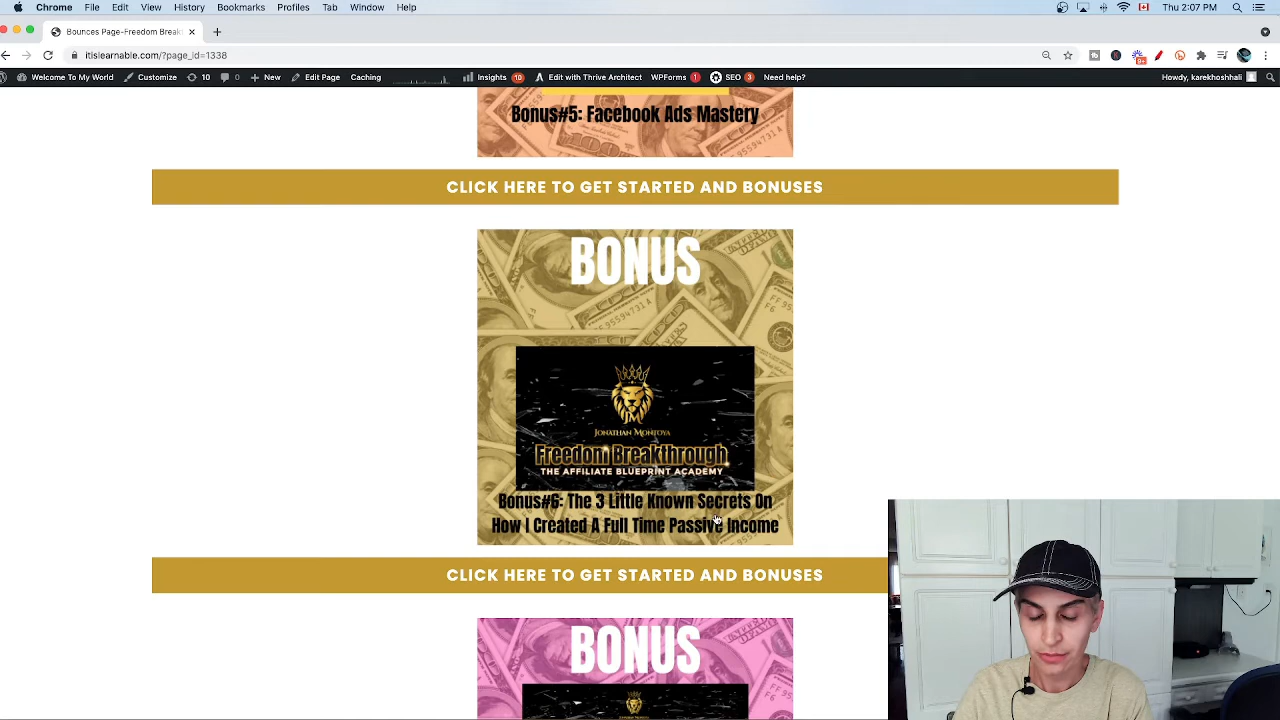 Chrome File Edit View History Bookmarks Profiles Tab Window Help
Thu 2:07 PM
Bounces Page-Freedom Break
itislearnable.com/?page_id=1338
9+
Welcome To My World Customize 10 0 New Edit Page Caching Insights 10 Edit with Thrive Architect WPForms 1 SEO 3 Need help? Howdy, karekhoshhali
Bonus#5: Facebook Ads Mastery
CLICK HERE TO GET STARTED AND BONUSES
BONUS
JM
JONATHAN MONTOYA
Freedom Breakthrough
THE AFFILIATE BLUEPRINT ACADEMY
Bonus#6: The 3 Little Known Secrets On
How I Created A Full Time Passive Income
CLICK HERE TO GET STARTED AND BONUSES
BONUS